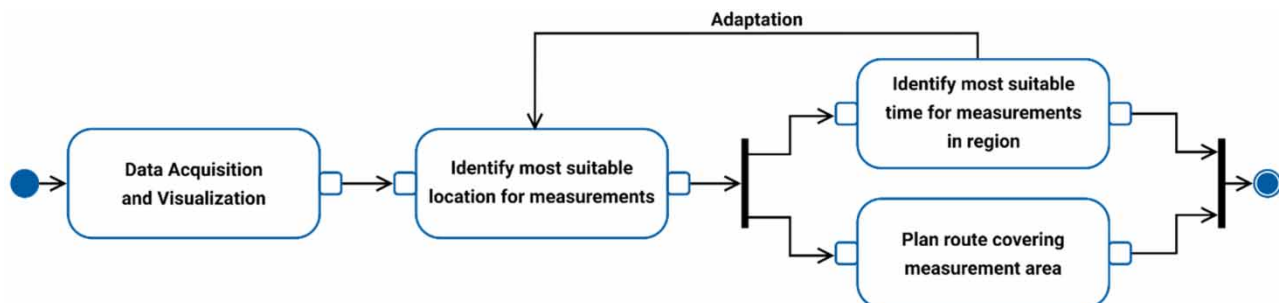 Adaptation
Data Acquisition
and Visualization
Identify most suitable
location for measurements
Identify most suitable
time for measurements
in region
Plan route covering
measurement area